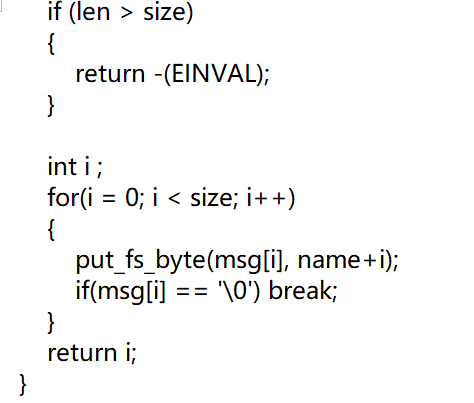 if (len > size)
{
return -(EINVAL);
}
int i ;
for(i = 0; i < size; i++)
{
put_fs_byte(msg[i], name+i);
if(msg[i] == '\0') break;
}
return i;
}